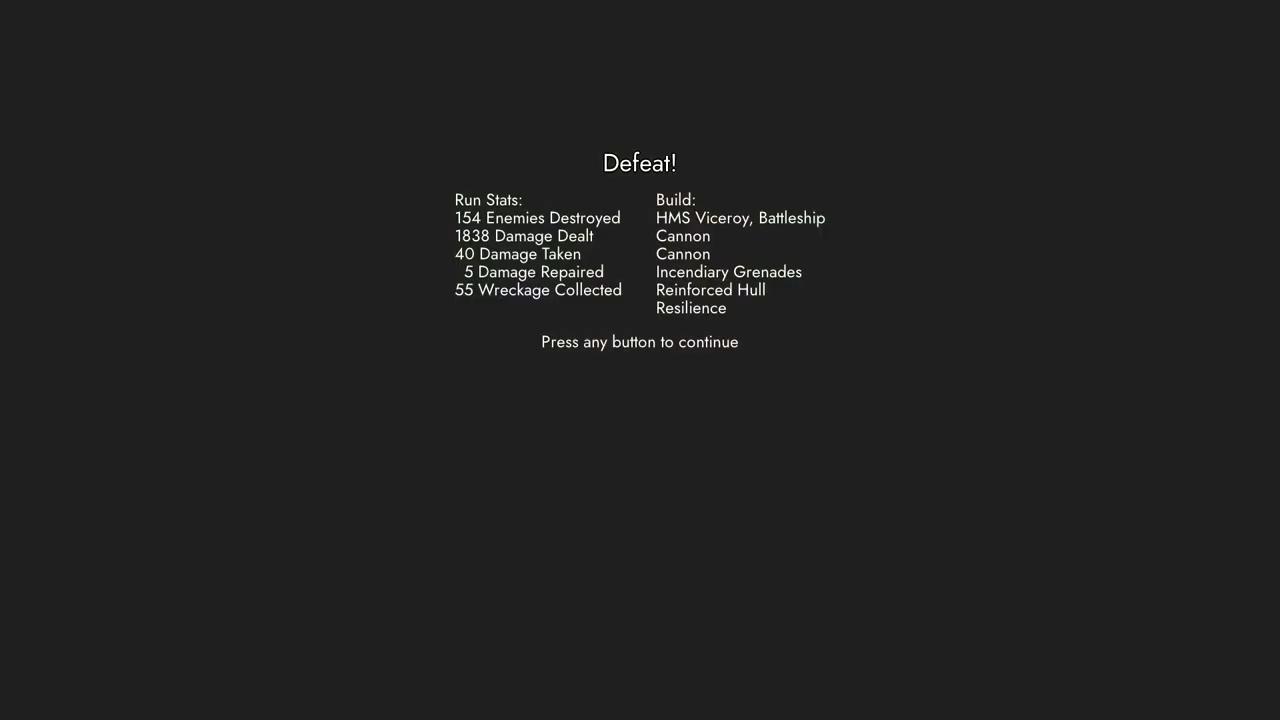 Defeat!
Run Stats:
154 Enemies Destroyed
1838 Damage Dealt
40 Damage Taken
5 Damage Repaired
55 Wreckage Collected
Build:
HMS Viceroy, Battleship
Cannon
Cannon
Incendiary Grenades
Reinforced Hull
Resilience
Press any button to continue